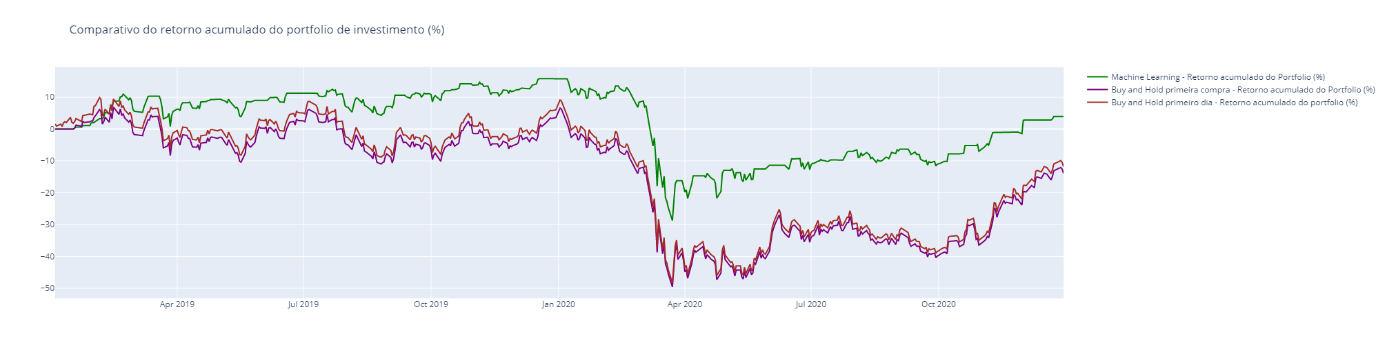 Comparativo do retorno acumulado do portfolio de investimento (%)
Machine Learning - Retorno acumulado do Portfolio (%)
Buy and Hold primeira compra - Retorno acumulado do Portfolio (%)
Buy and Hold primeiro dia - Retorno acumulado do portfolio (%)
10
0
−10
−20
−30
−40
−50
Apr 2019 Jul 2019 Oct 2019 Jan 2020 Apr 2020 Jul 2020 Oct 2020